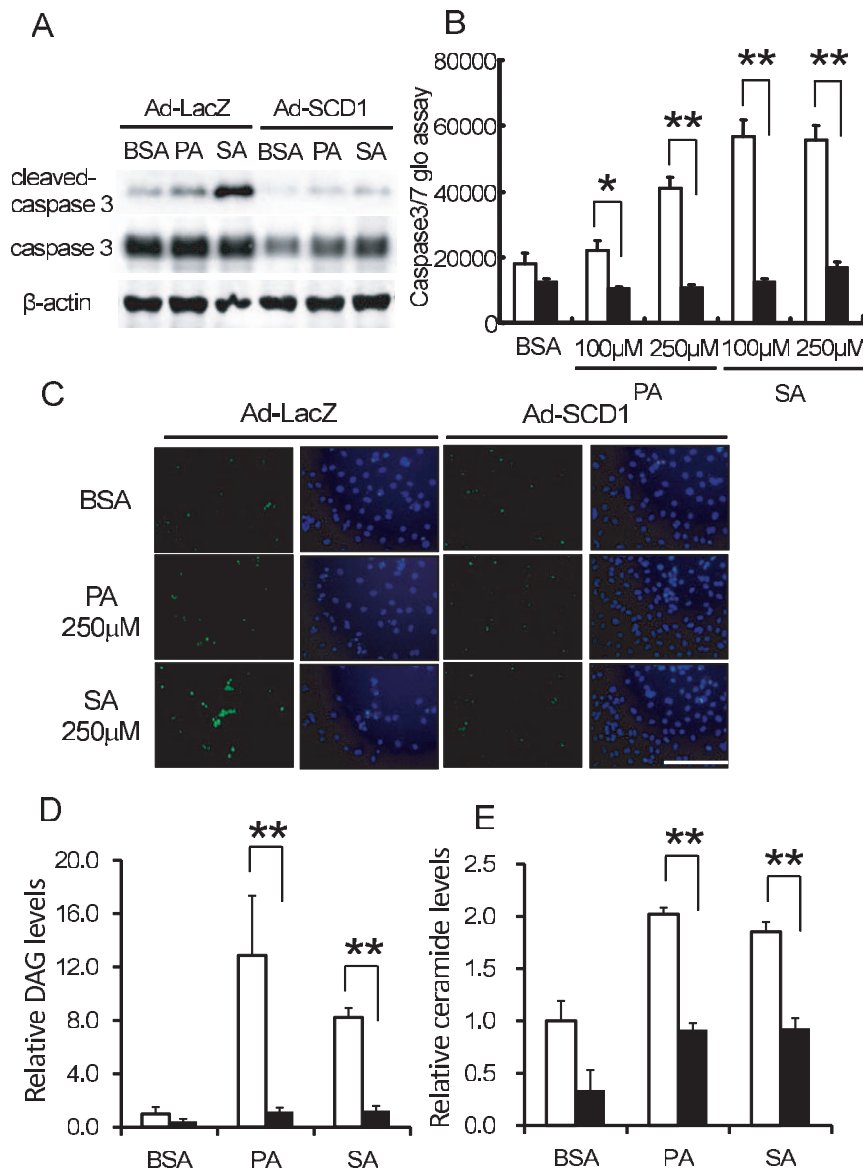 A
Ad-LacZ Ad-SCD1
BSA PA SA BSA PA SA
cleaved-
caspase 3
caspase 3
β-actin
B
Caspase3/7 glo assay
80000
60000
40000
20000
0
* ** ** **
BSA 100μM 250μM 100μM 250μM
PA SA
C
Ad-LacZ Ad-SCD1
BSA
PA
250μM
SA
250μM
D
Relative DAG levels
20.0
16.0
12.0
8.0
4.0
0.0
** **
BSA PA SA
E
Relative ceramide levels
2.5
2.0
1.5
1.0
0.5
0.0
** **
BSA PA SA